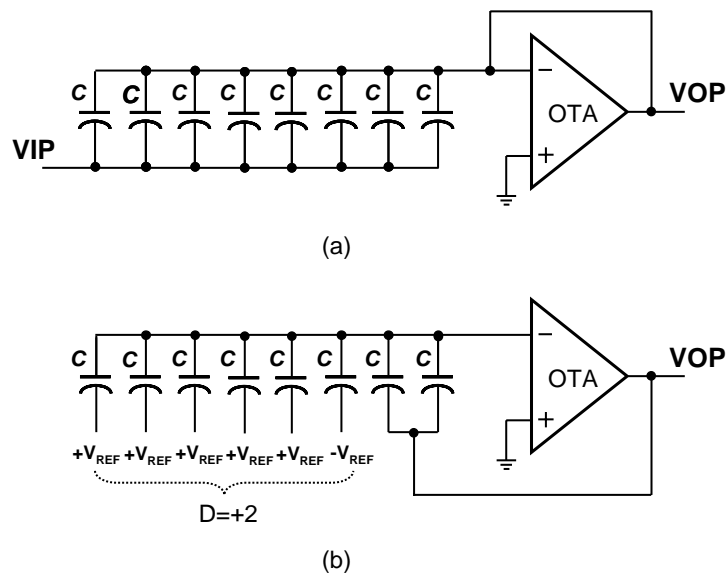 C C C C C C C C
− OTA VOP
VIP
+
(a)
C C C C C C C C
− OTA VOP
+
+VREF +VREF +VREF +VREF +VREF -VREF
D=+2
(b)